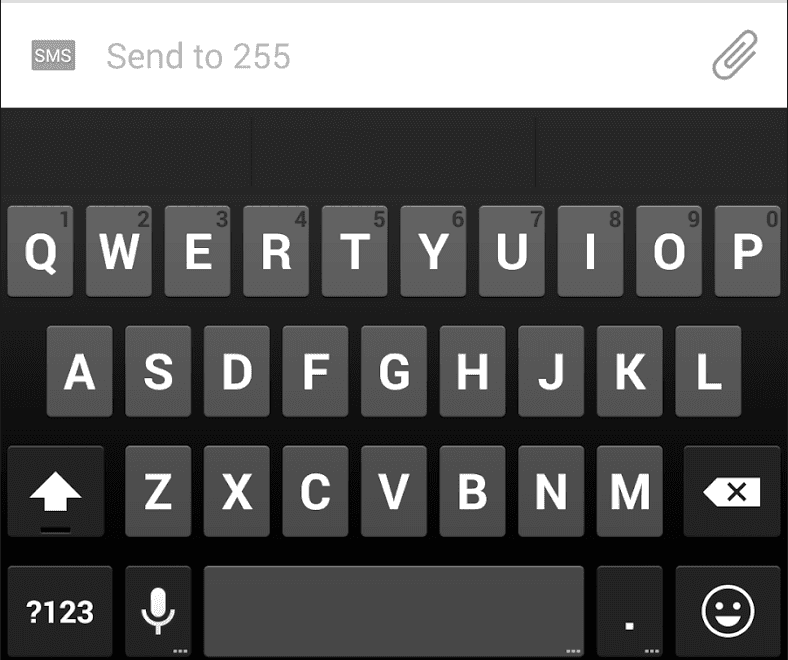 SMS Send to 255
1 2 3 4 5 6 7 8 9 0
Q W E R T Y U I O P
A S D F G H J K L
Z X C V B N M
?123 .